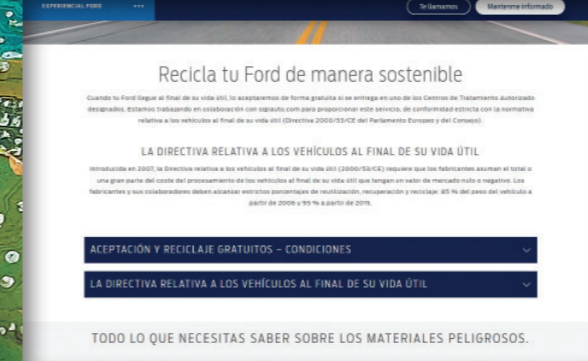 EXPERIENCIAL FORD ...
Te llamamos
Mantenme informado
Recicla tu Ford de manera sostenible
Cuando tu Ford llegue al final de su vida útil, lo aceptaremos de forma gratuita si se entrega en uno de los Centros de Tratamiento Autorizado
designados. Estamos trabajando en colaboración con sigrauto.com para proporcionar este servicio, de conformidad estricta con la normativa
relativa a los vehículos al final de su vida útil (Directiva 2000/53/CE del Parlamento Europeo y del Consejo).
LA DIRECTIVA RELATIVA A LOS VEHÍCULOS AL FINAL DE SU VIDA ÚTIL
Introducida en 2007, la Directiva relativa a los vehículos al final de su vida útil (2000/53/CE) requiere que los fabricantes asuman el total o
una gran parte del coste del procesamiento de los vehículos al final de su vida útil que tengan un valor de mercado nulo o negativo. Los
fabricantes y sus colaboradores deben alcanzar estrictos porcentajes de reutilización, recuperación y reciclaje: 85 % del peso del vehículo a
partir de 2006 y 95 % a partir de 2015.
ACEPTACIÓN Y RECICLAJE GRATUITOS – CONDICIONES
LA DIRECTIVA RELATIVA A LOS VEHÍCULOS AL FINAL DE SU VIDA ÚTIL
TODO LO QUE NECESITAS SABER SOBRE LOS MATERIALES PELIGROSOS.